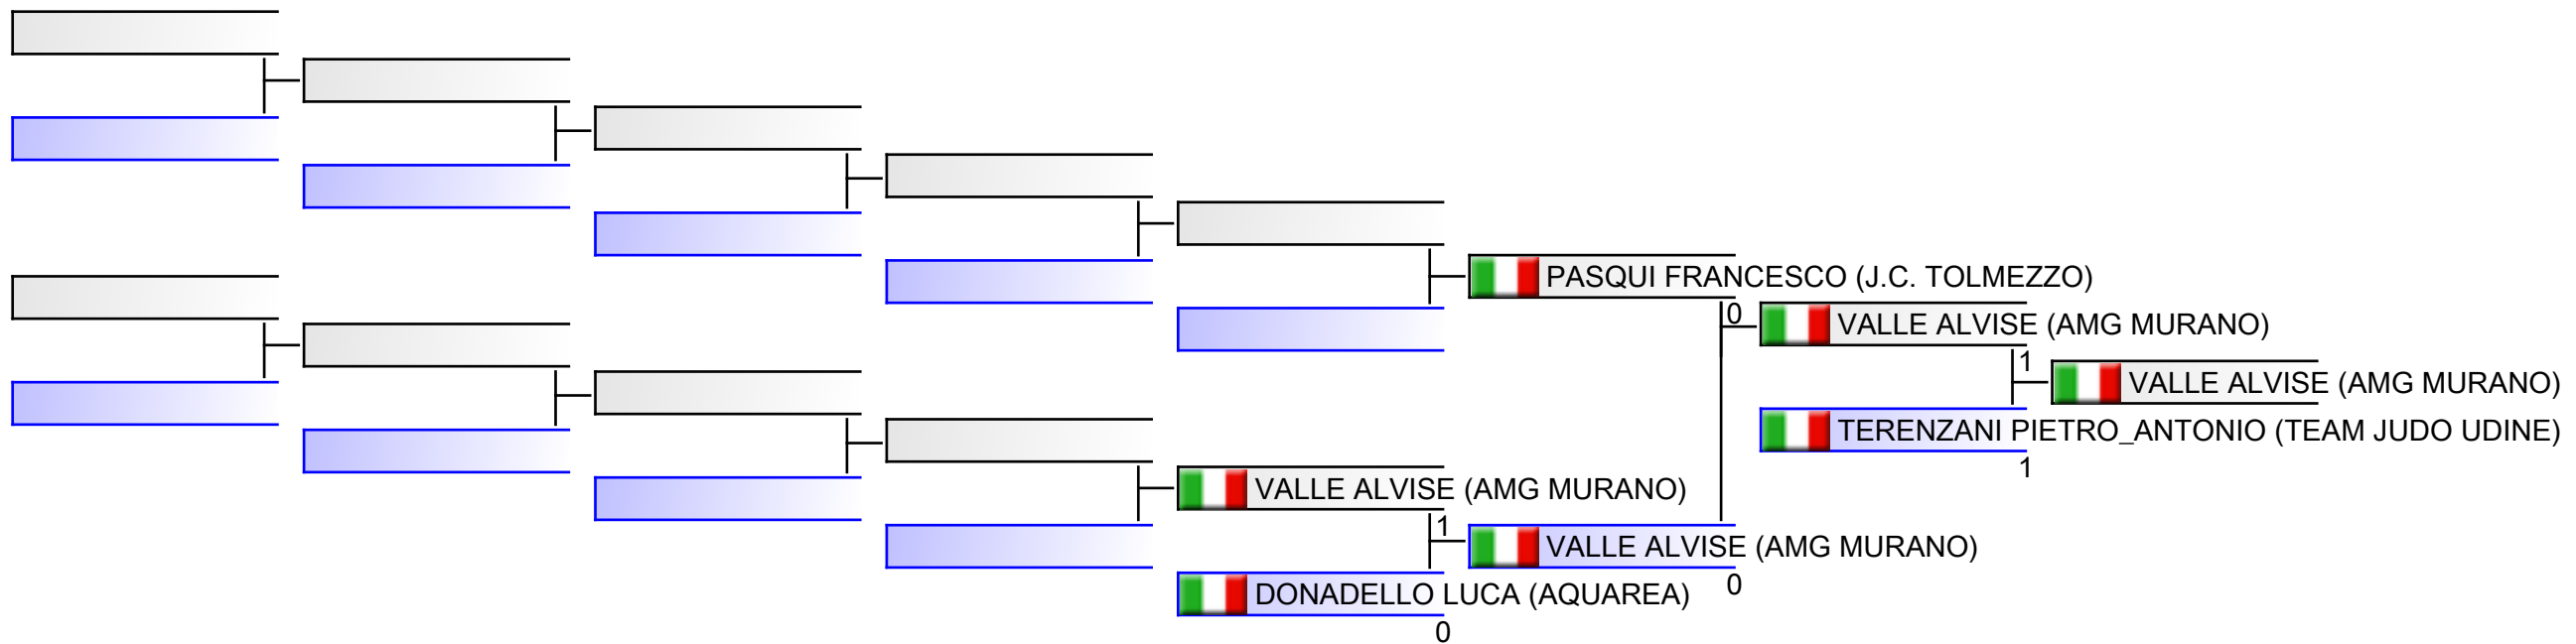 PASQUI FRANCESCO (J.C. TOLMEZZO)
0
VALLE ALVISE (AMG MURANO)
1
VALLE ALVISE (AMG MURANO)
TERENZANI PIETRO_ANTONIO (TEAM JUDO UDINE)
1
VALLE ALVISE (AMG MURANO)
1
VALLE ALVISE (AMG MURANO)
0
DONADELLO LUCA (AQUAREA)
0